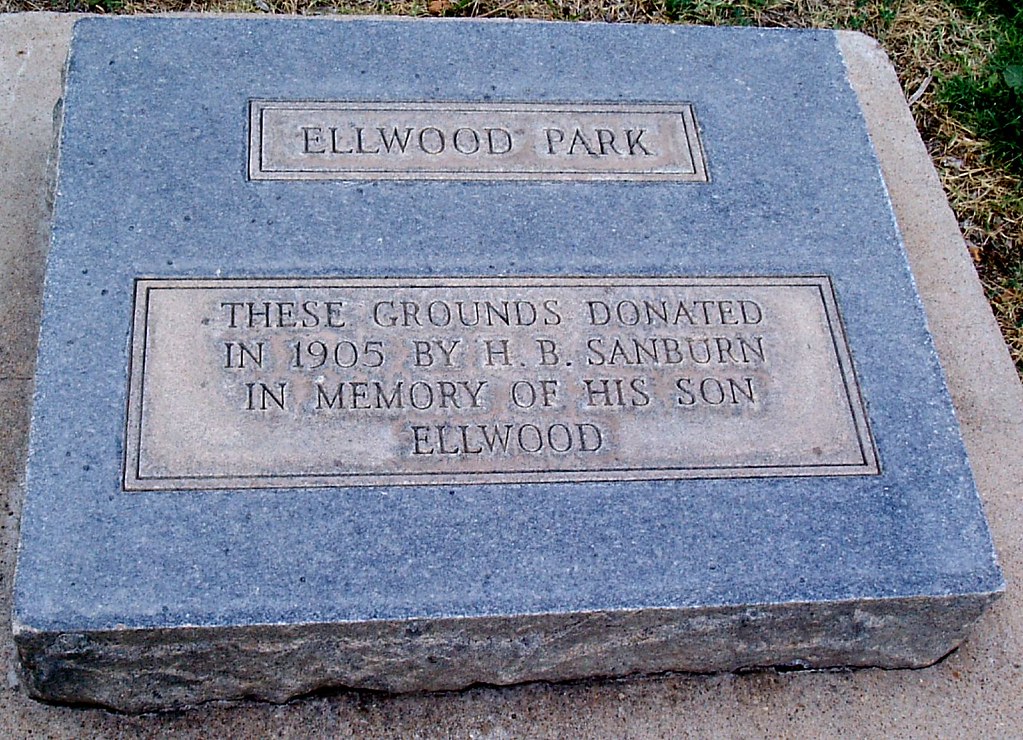 ELLWOOD PARK
THESE GROUNDS DONATED
IN 1905 BY H. B. SANBURN
IN MEMORY OF HIS SON
ELLWOOD